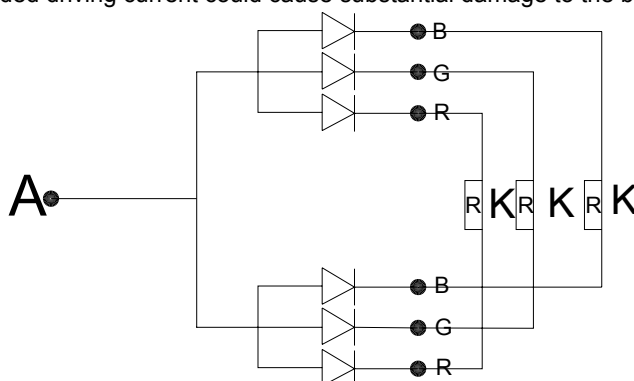 ded driving current could cause substantial damage to the b
B
G
R
A
R K R K R K
B
G
R